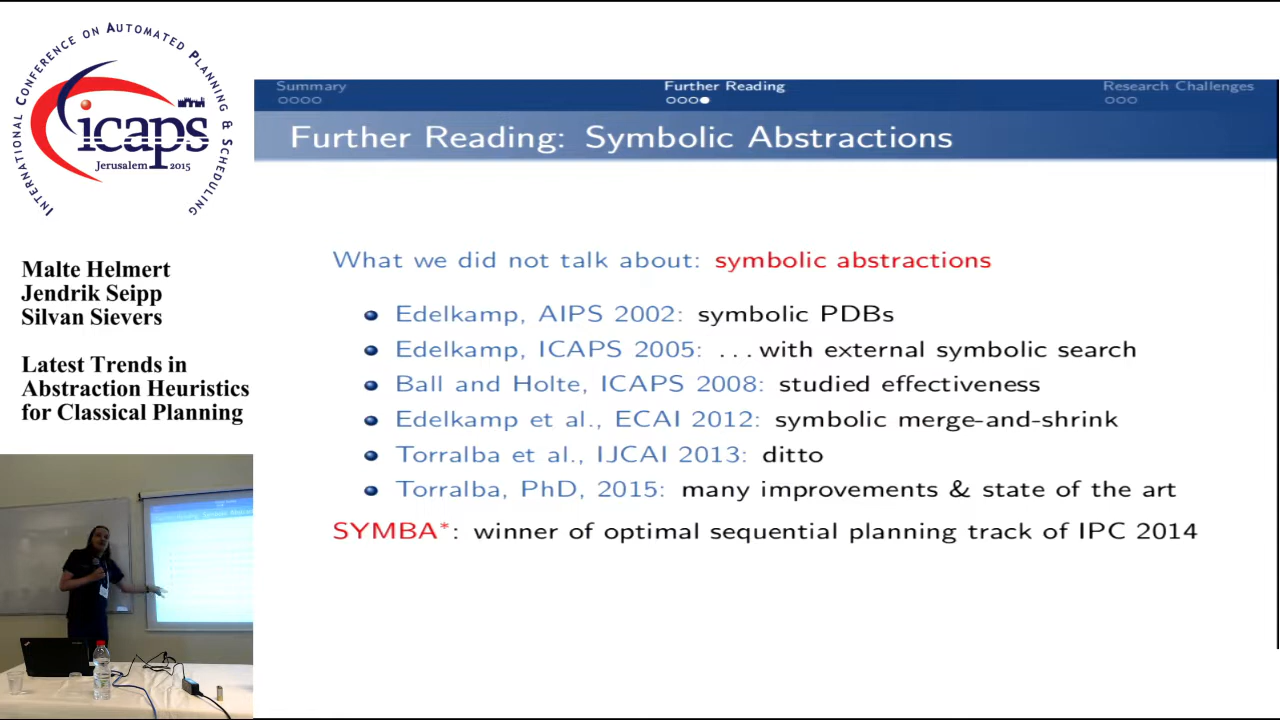 INTERNATIONAL CONFERENCE ON AUTOMATED PLANNING & SCHEDULING
icaps
Jerusalem 2015
Malte Helmert
Jendrik Seipp
Silvan Sievers
Latest Trends in
Abstraction Heuristics
for Classical Planning
Summary
Further Reading
Research Challenges
Further Reading: Symbolic Abstractions
What we did not talk about: symbolic abstractions
Edelkamp, AIPS 2002: symbolic PDBs
Edelkamp, ICAPS 2005: ...with external symbolic search
Ball and Holte, ICAPS 2008: studied effectiveness
Edelkamp et al., ECAI 2012: symbolic merge-and-shrink
Torralba et al., IJCAI 2013: ditto
Torralba, PhD, 2015: many improvements & state of the art
SYMBA*: winner of optimal sequential planning track of IPC 2014